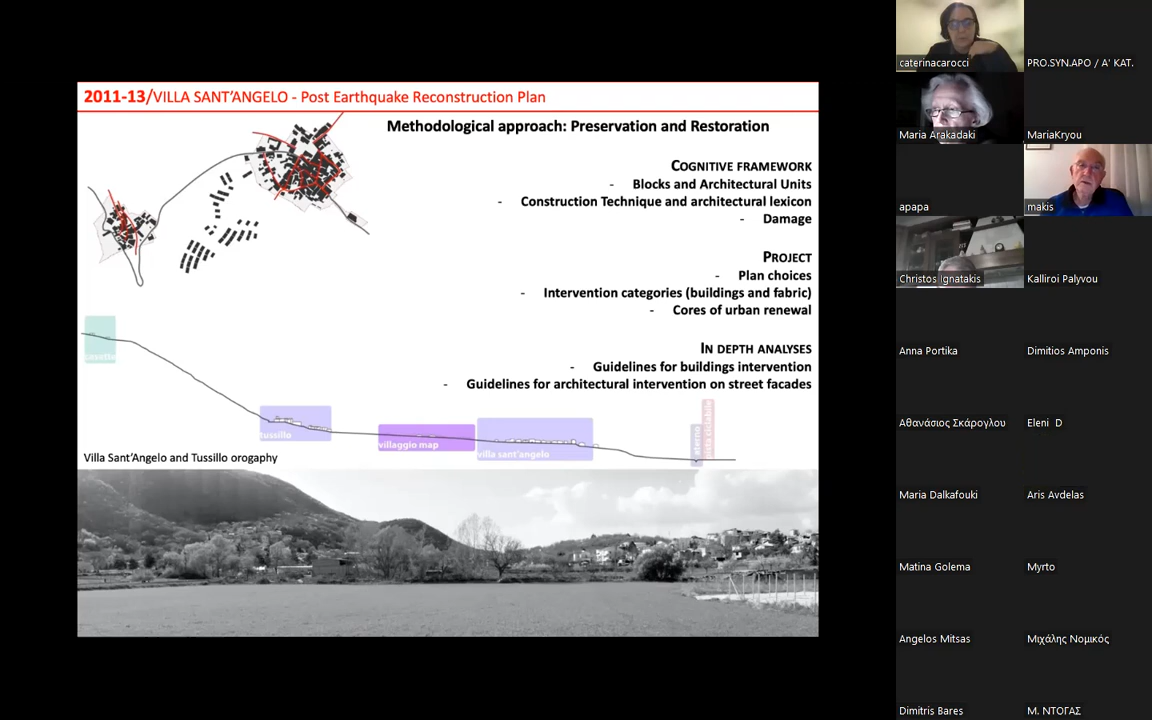 2011-13/VILLA SANT'ANGELO - Post Earthquake Reconstruction Plan
Methodological approach: Preservation and Restoration
COGNITIVE FRAMEWORK
- Blocks and Architectural Units
- Construction Technique and architectural lexicon
- Damage
PROJECT
- Plan choices
- Intervention categories (buildings and fabric)
- Cores of urban renewal
IN DEPTH ANALYSES
- Guidelines for buildings intervention
- Guidelines for architectural intervention on street facades
casette
tussillo
villaggio map
villa sant'angelo
aterno
pista ciclabile
Villa Sant'Angelo and Tussillo orogaphy
caterinacarocci
PRO.SYN.APO / A' KAT.
Maria Arakadaki
MariaKryou
apapa
makis
Christos Ignatakis
Kalliroi Palyvou
Anna Portika
Dimitios Amponis
Αθανάσιος Σκάρογλου
Eleni D
Maria Dalkafouki
Aris Avdelas
Matina Golema
Myrto
Angelos Mitsas
Μιχάλης Νομικός
Dimitris Bares
Μ. ΝΤΟΓΑΣ